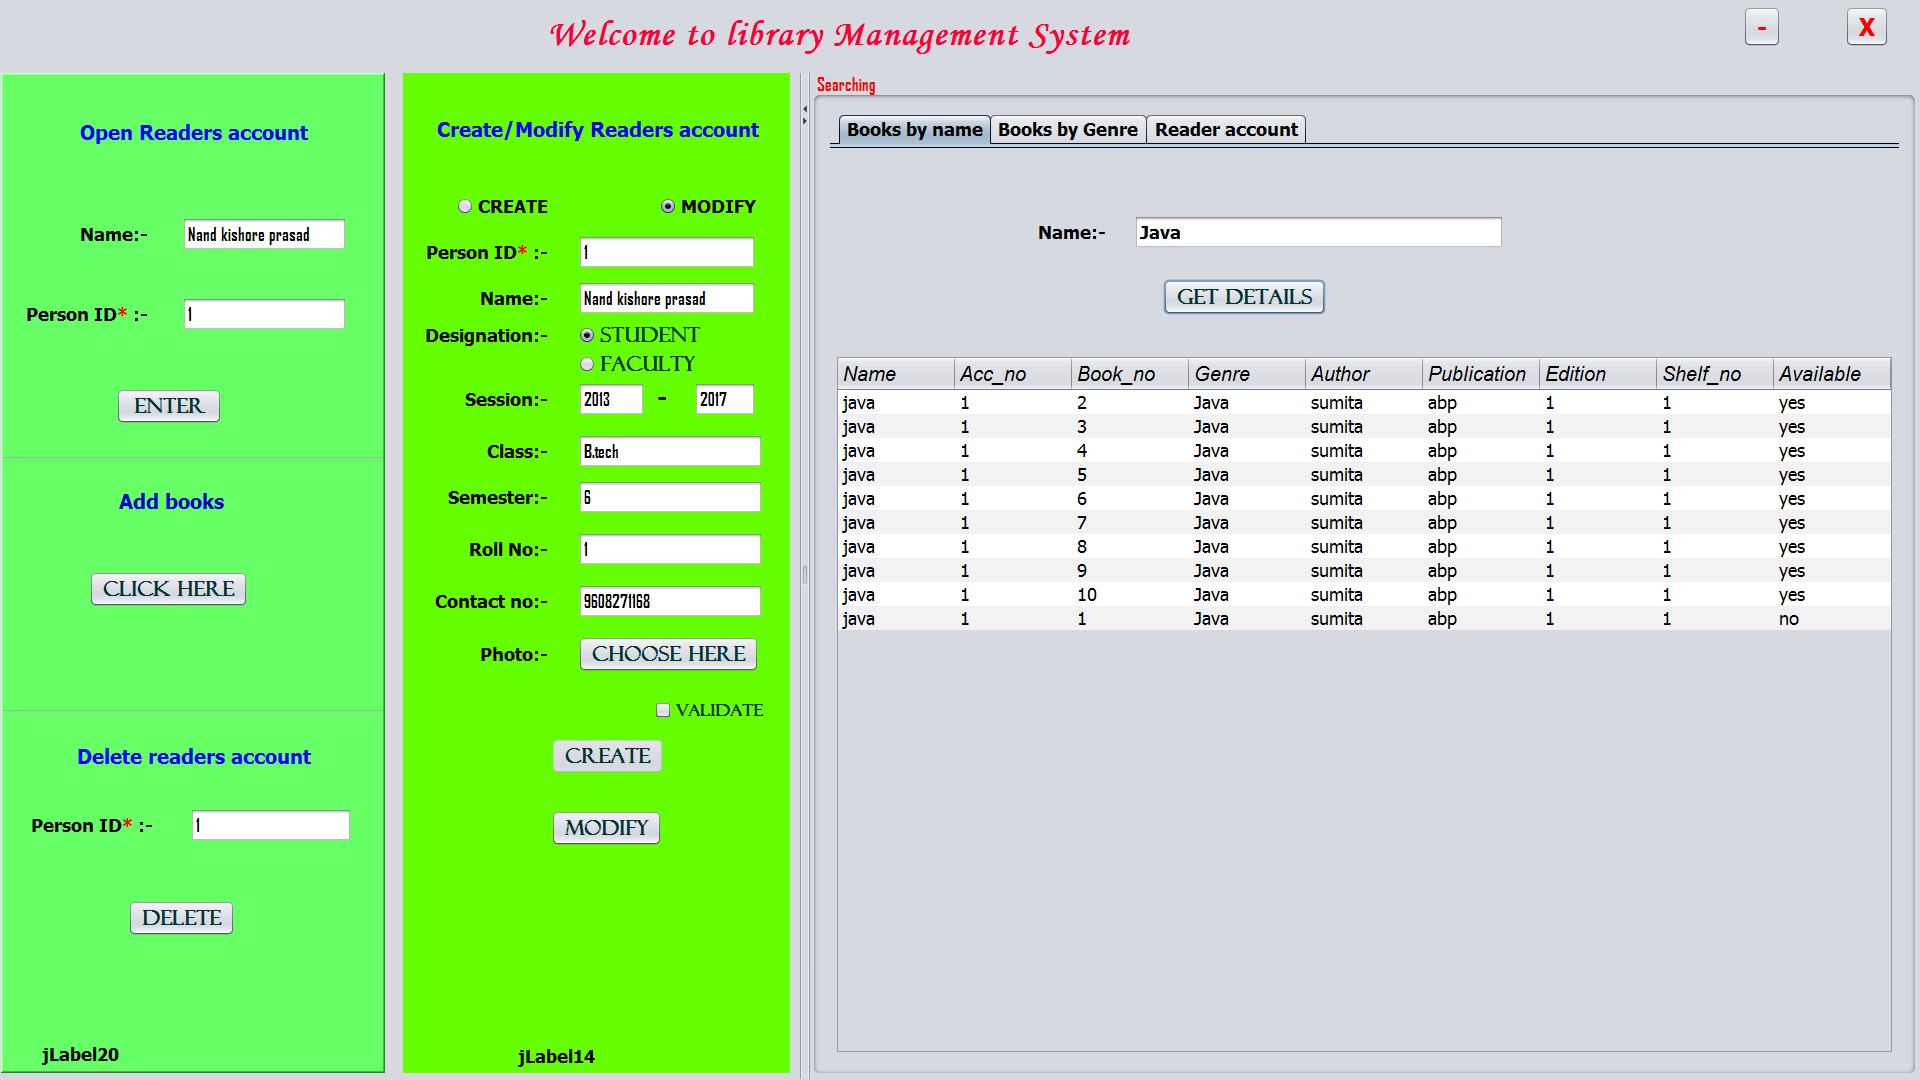 Welcome to library Management System
-
X
Open Readers account
Name:- Nand kishore prasad
Person ID* :- 1
ENTER
Add books
CLICK HERE
Delete readers account
Person ID* :- 1
DELETE
jLabel20
Create/Modify Readers account
CREATE MODIFY
Person ID* :- 1
Name:- Nand kishore prasad
Designation:- STUDENT
FACULTY
Session:- 2013 - 2017
Class:- B.tech
Semester:- 6
Roll No:- 1
Contact no:- 9608271168
Photo:- CHOOSE HERE
VALIDATE
CREATE
MODIFY
jLabel14
Searching
Books by name Books by Genre Reader account
Name:- Java
GET DETAILS
Name Acc_no Book_no Genre Author Publication Edition Shelf_no Available
java 1 2 Java sumita abp 1 1 yes
java 1 3 Java sumita abp 1 1 yes
java 1 4 Java sumita abp 1 1 yes
java 1 5 Java sumita abp 1 1 yes
java 1 6 Java sumita abp 1 1 yes
java 1 7 Java sumita abp 1 1 yes
java 1 8 Java sumita abp 1 1 yes
java 1 9 Java sumita abp 1 1 yes
java 1 10 Java sumita abp 1 1 yes
java 1 1 Java sumita abp 1 1 no